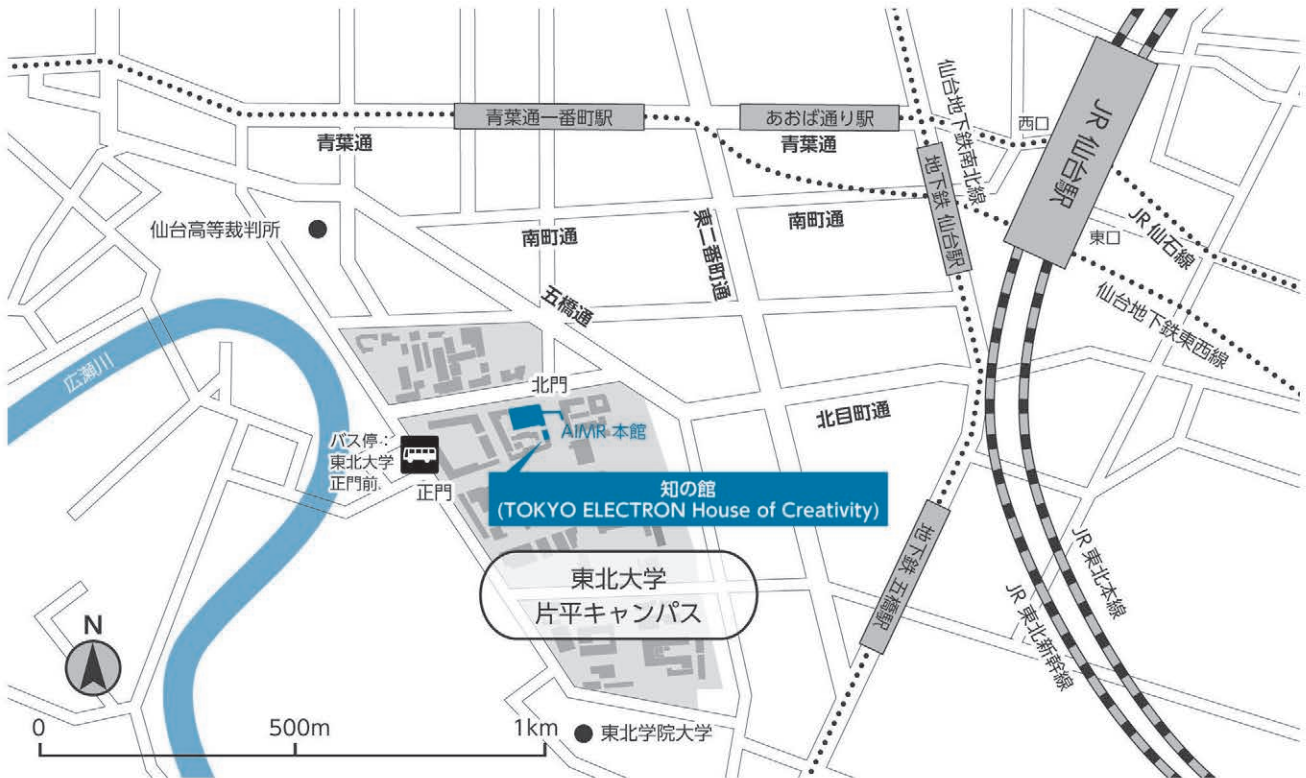 青葉通一番町駅
あおば通り駅
仙台地下鉄南北線
西口
JR 仙台駅
青葉通
青葉通
地下鉄 仙台駅
仙台高等裁判所
南町通
東二番町通
南町通
東口
JR 仙石線
仙台地下鉄東西線
五橋通
広瀬川
北門
AIMR 本館
北目町通
バス停:
東北大学
正門前
正門
知の館
(TOKYO ELECTRON House of Creativity)
地下鉄 五橋駅
JR 東北本線
JR 東北新幹線
東北大学
片平キャンパス
N
0
500m
1km
東北学院大学